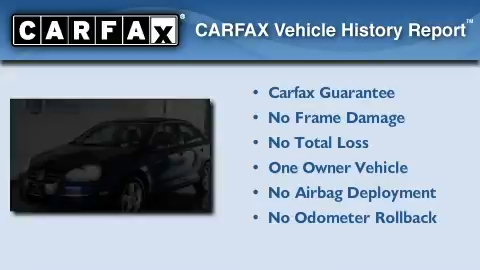 CARFAX® CARFAX Vehicle History Report™
• Carfax Guarantee
• No Frame Damage
• No Total Loss
• One Owner Vehicle
• No Airbag Deployment
• No Odometer Rollback